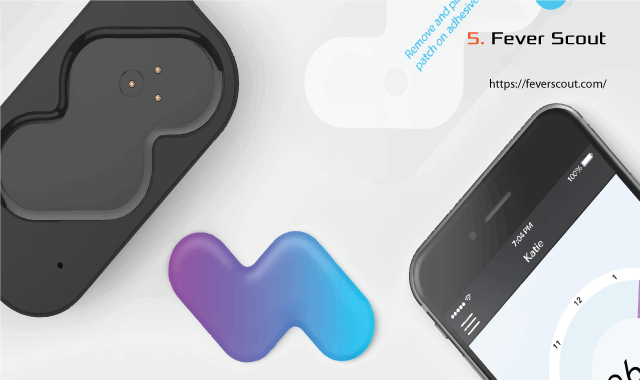 Remove and
patch on adhesive
5. Fever Scout
https://feverscout.com/
100%
7:04 PM
Katie
1
12
11